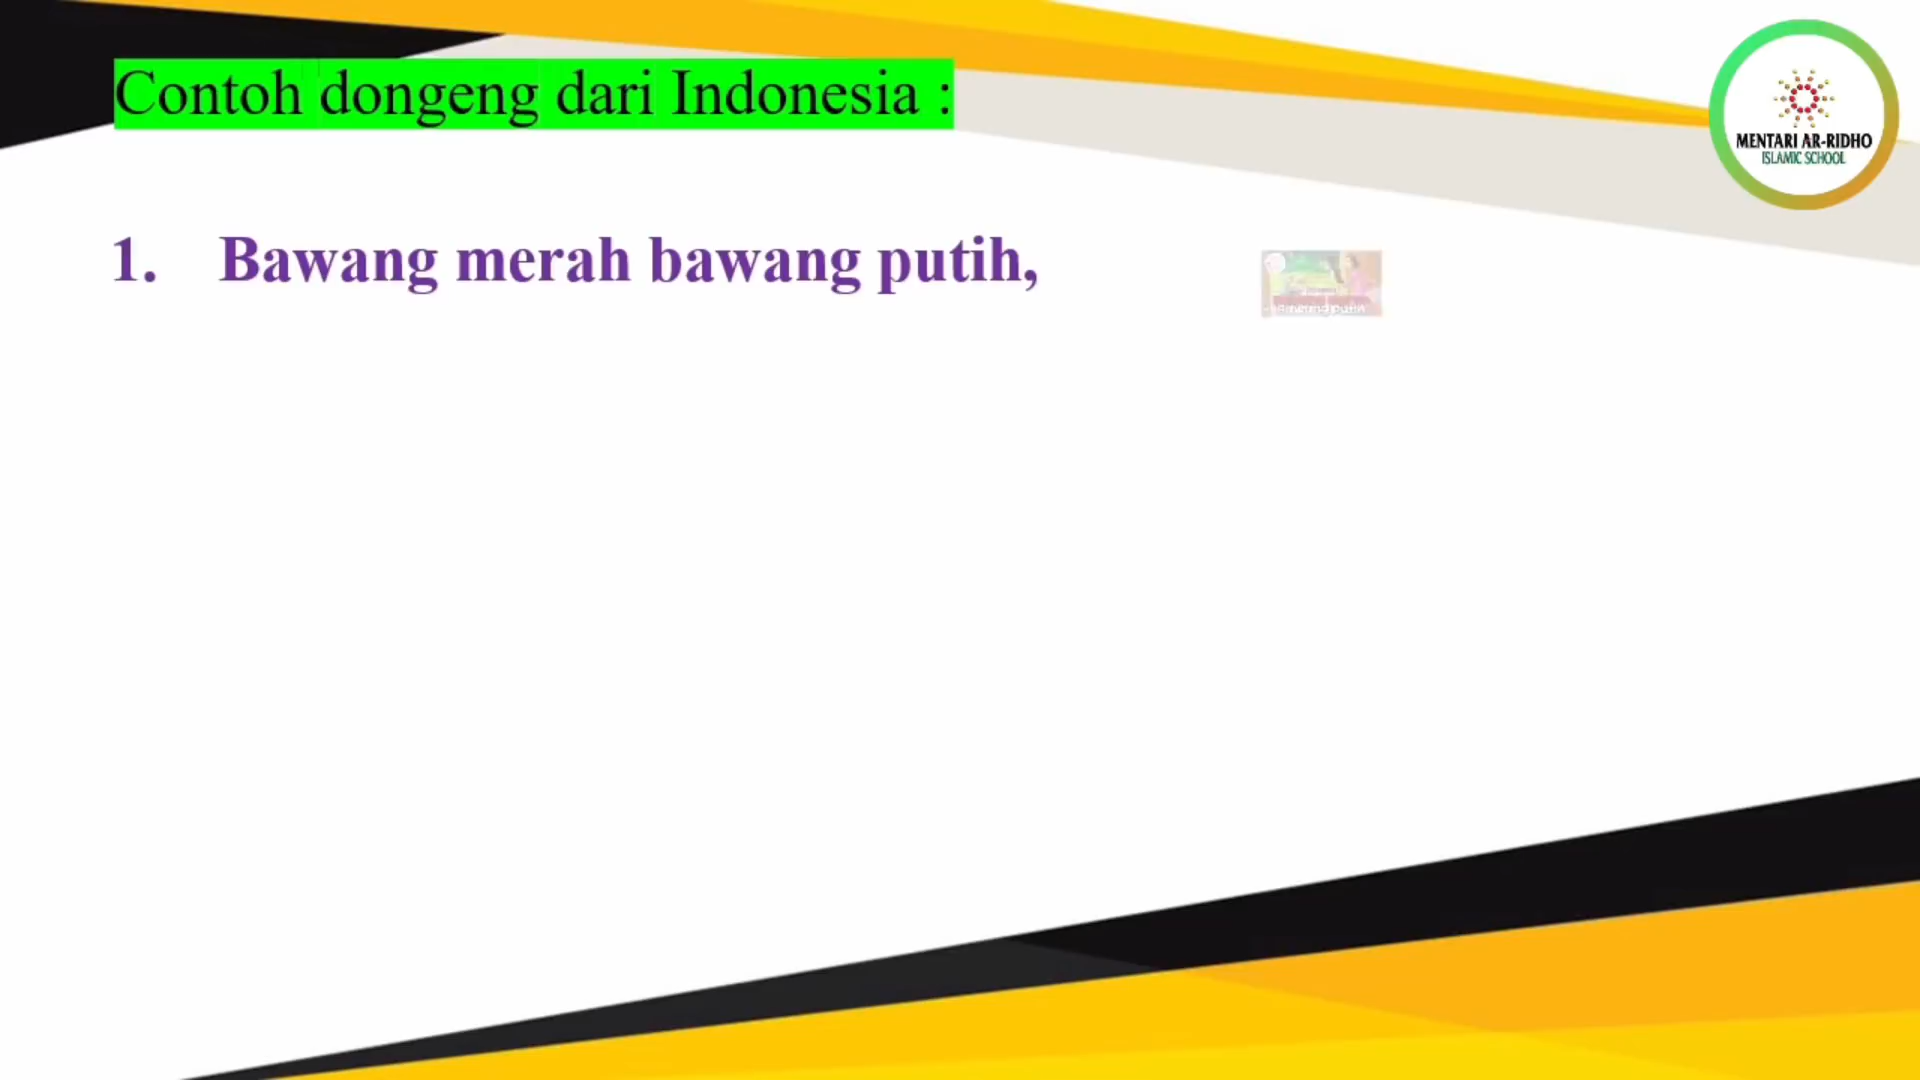 Contoh dongeng dari Indonesia :
MENTARI AR-RIDHO
ISLAMIC SCHOOL
1. Bawang merah bawang putih,